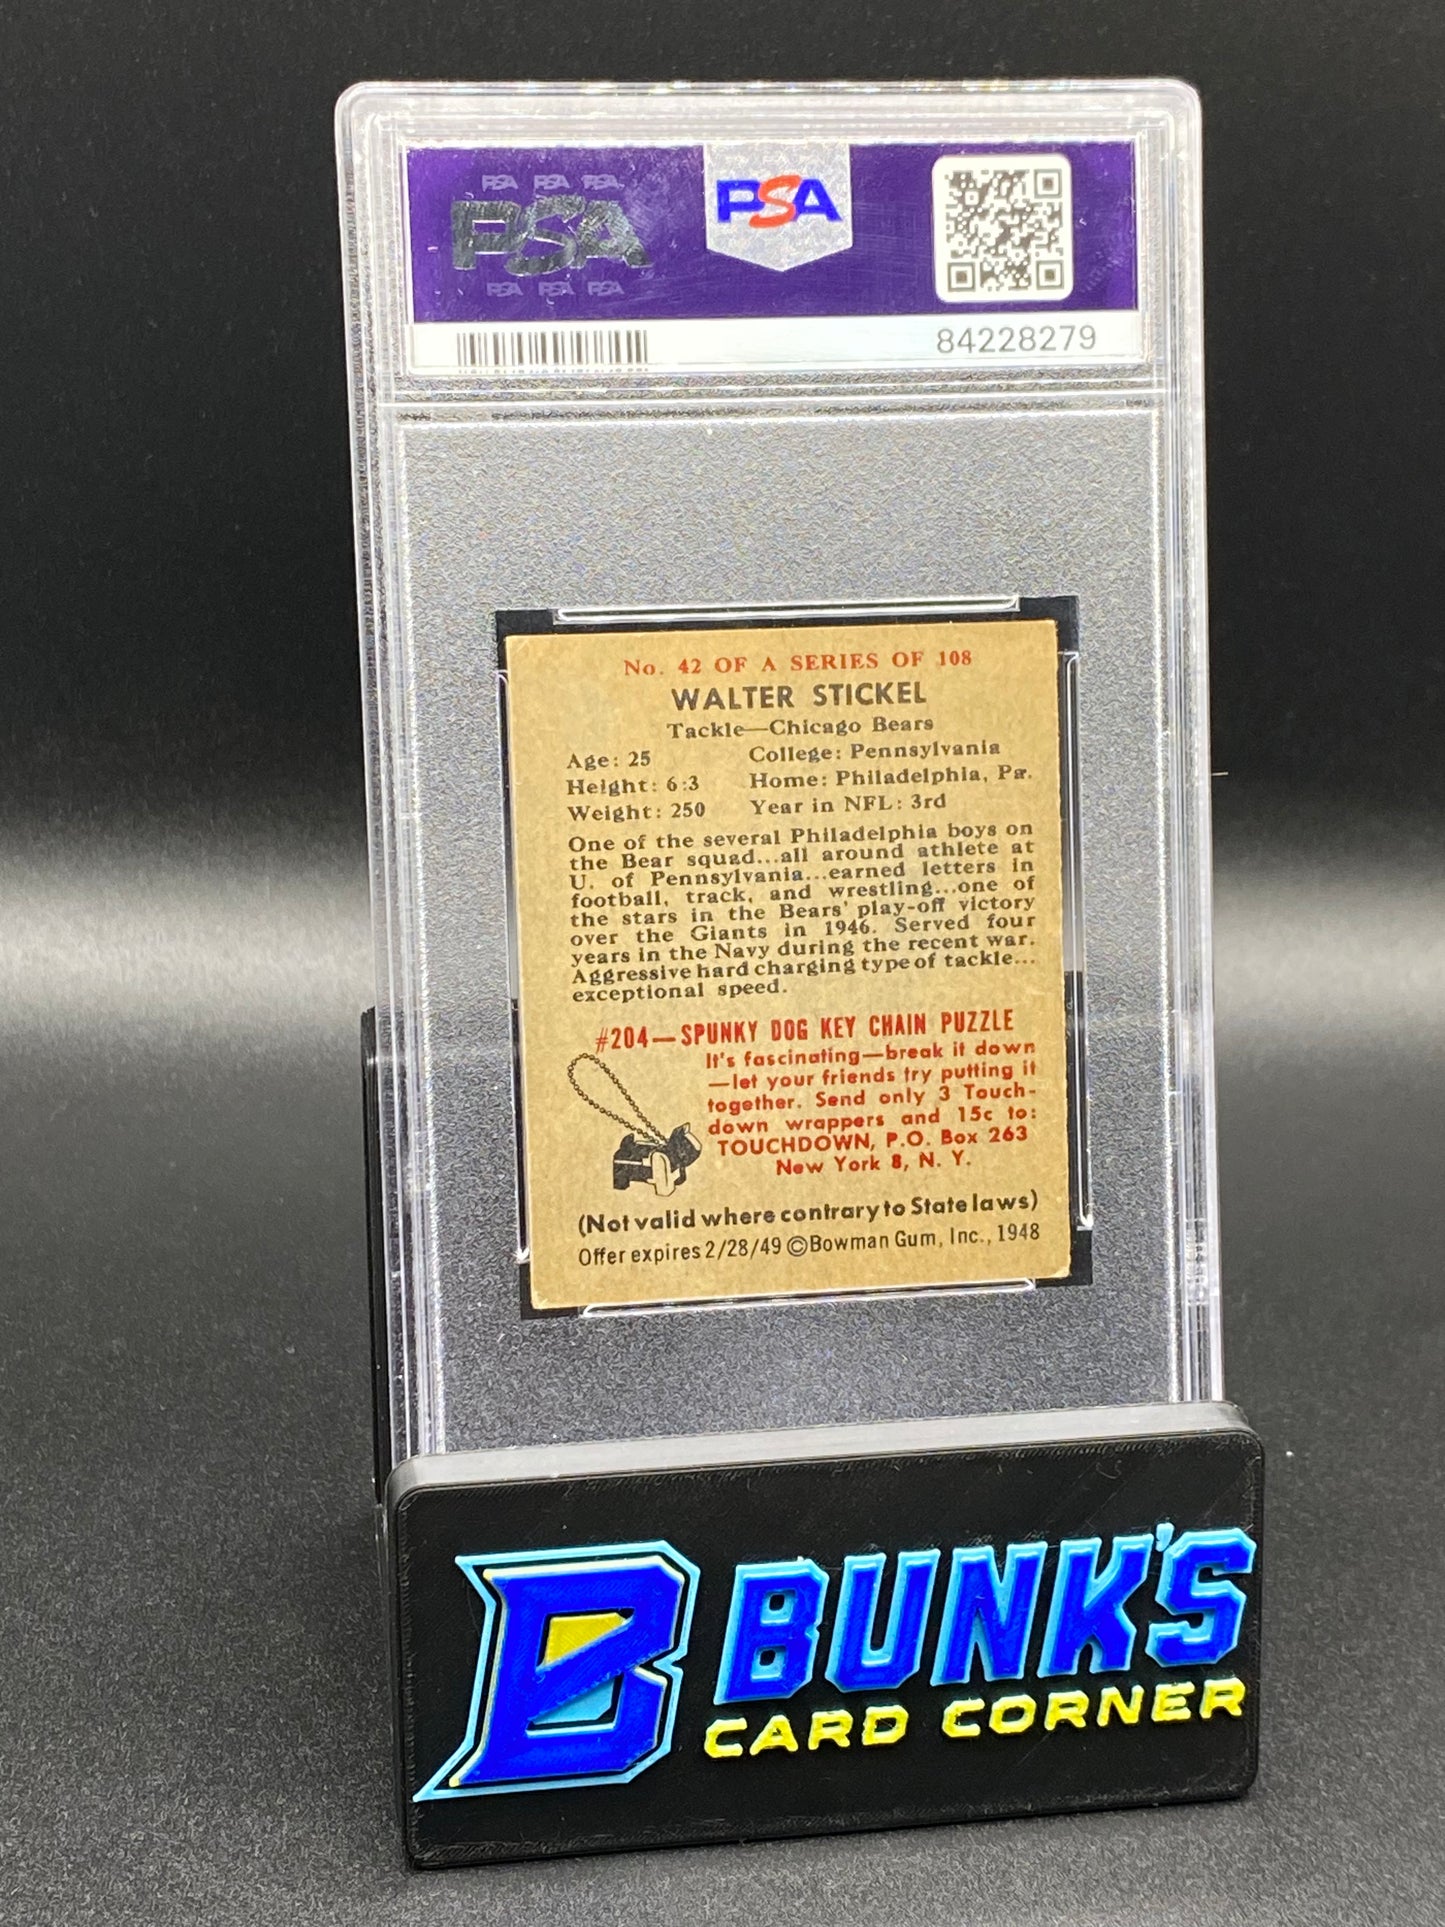 PSA PSA PSA
PSA
PSA PSA PSA
PSA
84228279
No. 42 OF A SERIES OF 108
WALTER STICKEL
Tackle—Chicago Bears
Age: 25 College: Pennsylvania
Height: 6:3 Home: Philadelphia, Pa.
Weight: 250 Year in NFL: 3rd
One of the several Philadelphia boys on
the Bear squad...all around athlete at
U. of Pennsylvania...earned letters in
football, track, and wrestling...one of
the stars in the Bears' play-off victory
over the Giants in 1946. Served four
years in the Navy during the recent war.
Aggressive hard charging type of tackle...
exceptional speed.
#204—SPUNKY DOG KEY CHAIN PUZZLE
It's fascinating—break it down
—let your friends try putting it
together. Send only 3 Touch-
down wrappers and 15c to:
TOUCHDOWN, P.O. Box 263
New York 8, N. Y.
(Not valid where contrary to State laws)
Offer expires 2/28/49 ©Bowman Gum, Inc., 1948
B BUNK'S
CARD CORNER